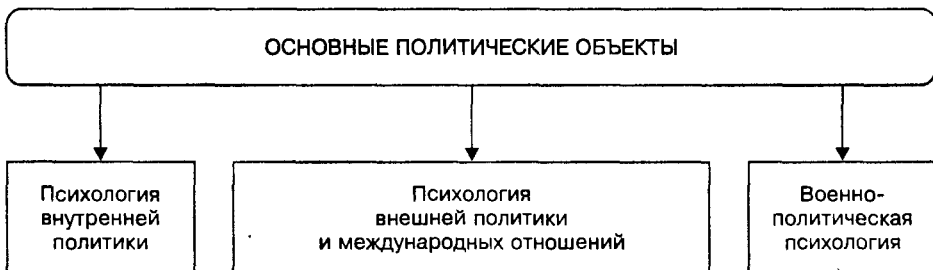 ОСНОВНЫЕ ПОЛИТИЧЕСКИЕ ОБЪЕКТЫ
Психология
внутренней
политики
Психология
внешней политики
и международных отношений
Военно-
политическая
психология